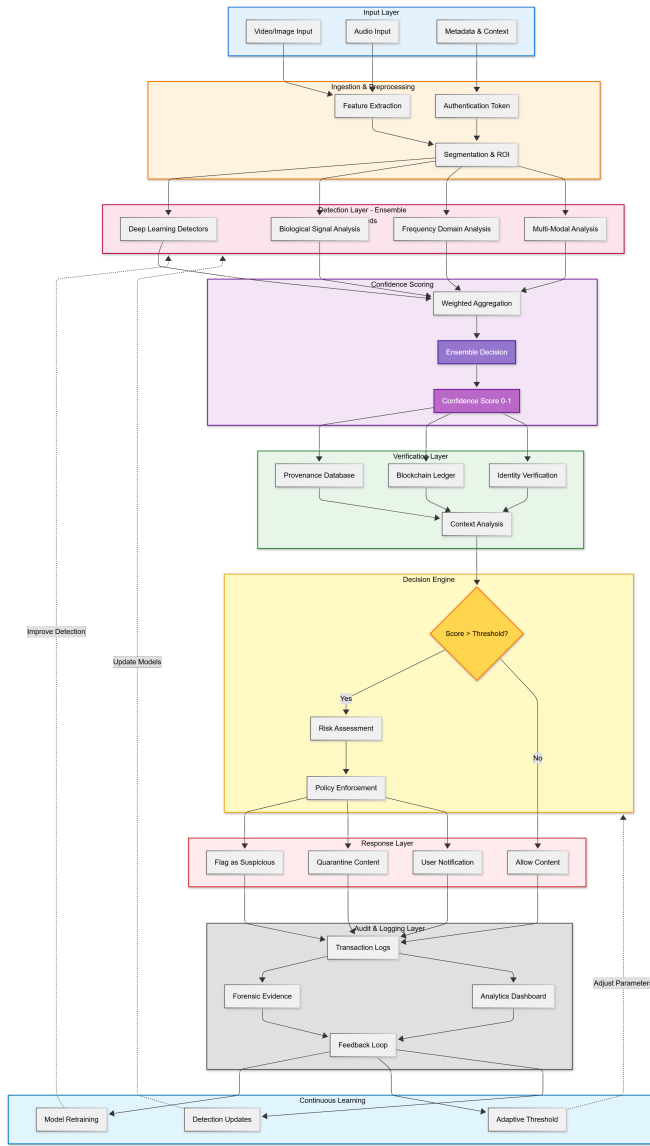 Input Layer
Video/Image Input
Audio Input
Metadata & Context
Ingestion & Preprocessing
Feature Extraction
Authentication Token
Segmentation & ROI
Detection Layer - Ensemble
ds
Deep Learning Detectors
Biological Signal Analysis
Frequency Domain Analysis
Multi-Modal Analysis
Confidence Scoring
Weighted Aggregation
Ensemble Decision
Confidence Score 0-1
Verification Layer
Provenance Database
Blockchain Ledger
Identity Verification
Context Analysis
Decision Engine
Score > Threshold?
Improve Detection
Update Models
Yes
Risk Assessment
No
Policy Enforcement
Response Layer
Flag as Suspicious
Quarantine Content
User Notification
Allow Content
Audit & Logging Layer
Transaction Logs
Adjust Parameter
Forensic Evidence
Analytics Dashboard
Feedback Loop
Continuous Learning
Model Retraining
Detection Updates
Adaptive Threshold